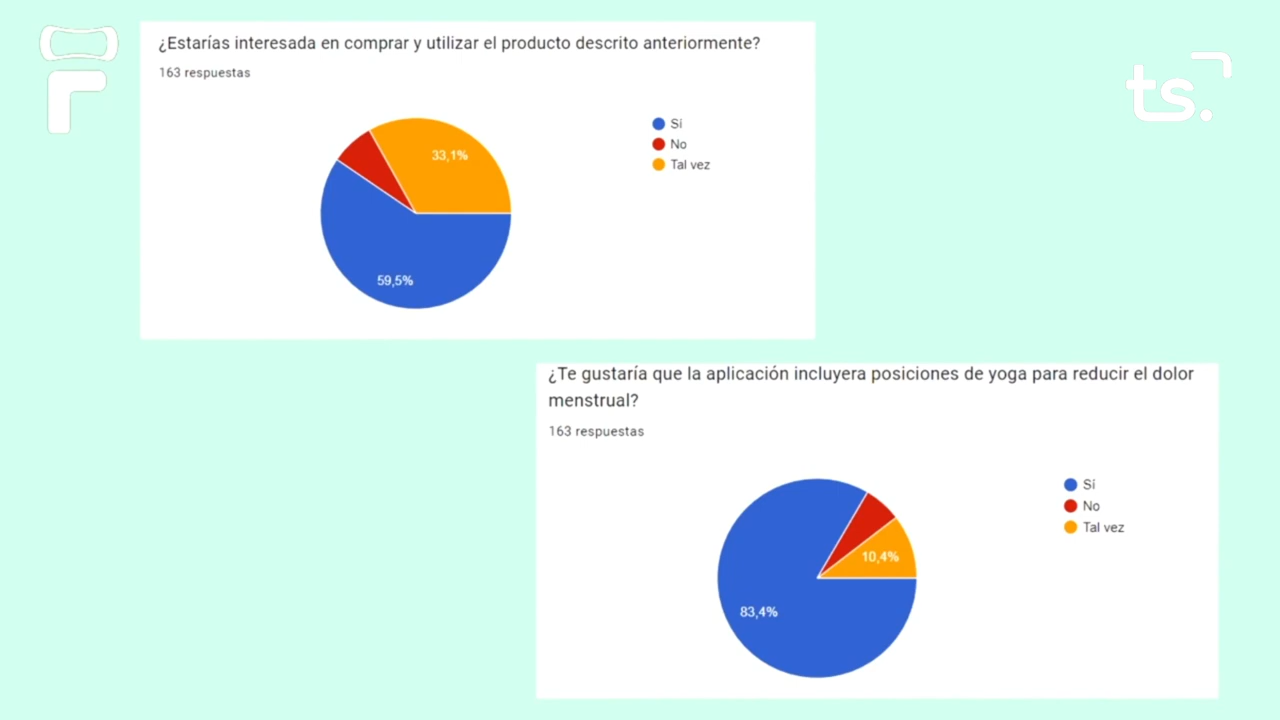 ¿Estarías interesada en comprar y utilizar el producto descrito anteriormente?
163 respuestas
Sí
No
Tal vez
33,1%
59,5%
ts.
¿Te gustaría que la aplicación incluyera posiciones de yoga para reducir el dolor
menstrual?
163 respuestas
Sí
No
Tal vez
10,4%
83,4%